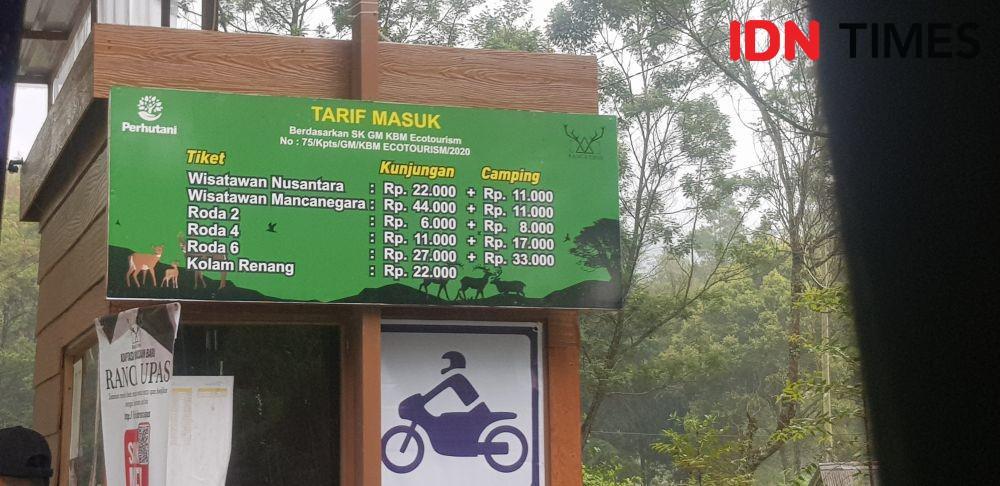 IDN TIMES
Perhutani
TARIF MASUK
Berdasarkan SK GM KBM Ecotourism
No : 75/Kpts/GM/KBM ECOTOURISM/2020
Tiket Kunjungan Camping
Wisatawan Nusantara : Rp. 22.000 + Rp. 11.000
Wisatawan Mancanegara : Rp. 44.000 + Rp. 11.000
Roda 2 : Rp. 6.000 + Rp. 8.000
Roda 4 : Rp. 11.000 + Rp. 17.000
Roda 6 : Rp. 27.000 + Rp. 33.000
Kolam Renang : Rp. 22.000
UPAS